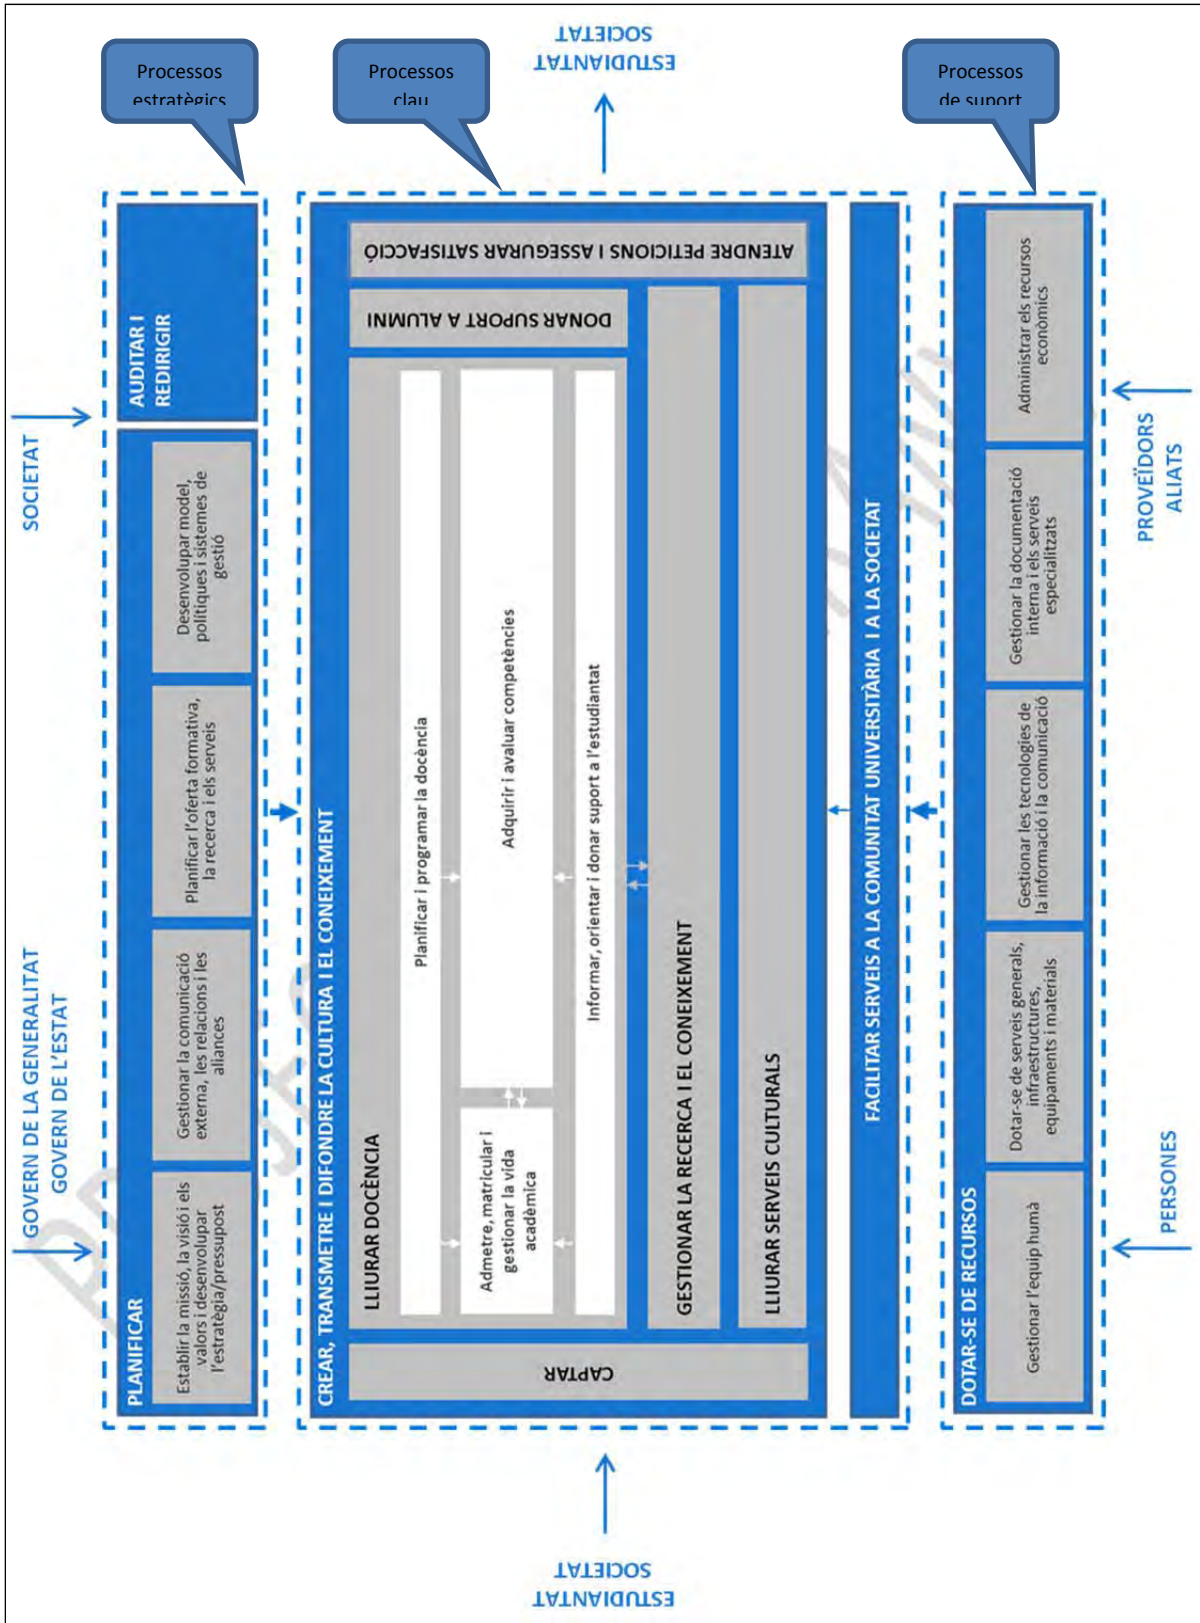 Processos
estratègics
Processos
clau
Processos
de suport
GOVERN DE LA GENERALITAT
GOVERN DE L'ESTAT
SOCIETAT
PLANIFICAR
Establir la missió, la visió i els
valors i desenvolupar
l'estratègia/pressupost
Gestionar la comunicació
externa, les relacions i les
aliances
Planificar l'oferta formativa,
la recerca i els serveis
Desenvolupar model,
polítiques i sistemes de
gestió
AUDITAR I
REDIRIGIR
ESTUDIANTAT
SOCIETAT
CREAR, TRANSMETRE I DIFONDRE LA CULTURA I EL CONEIXEMENT
CAPTAR
LLIURAR DOCÈNCIA
Planificar i programar la docència
Admetre, matricular i
gestionar la vida
acadèmica
Adquirir i avaluar competències
Informar, orientar i donar suport a l'estudiantat
DONAR SUPORT A ALUMNI
ATENDRE PETICIONS I ASSEGURAR SATISFACCIÓ
GESTIONAR LA RECERCA I EL CONEIXEMENT
LLIURAR SERVEIS CULTURALS
FACILITAR SERVEIS A LA COMUNITAT UNIVERSITÀRIA I A LA SOCIETAT
ESTUDIANTAT
SOCIETAT
DOTAR-SE DE RECURSOS
Gestionar l'equip humà
Dotar-se de serveis generals,
infraestructures,
equipaments i materials
Gestionar les tecnologies de
la informació i la comunicació
Gestionar la documentació
interna i els serveis
especialitzats
Administrar els recursos
econòmics
PERSONES
PROVEÏDORS
ALIATS